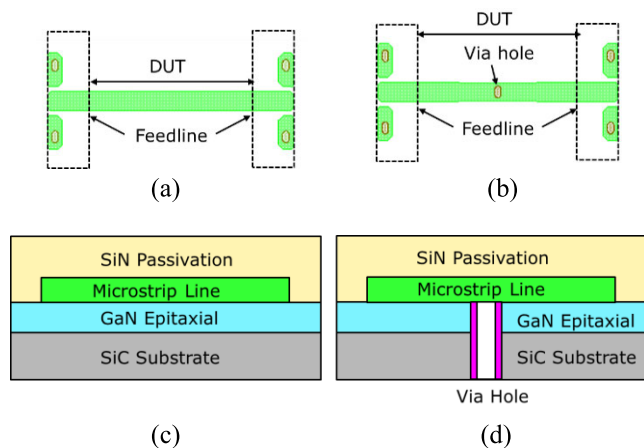 DUT
Feedline
(a)
DUT
Via hole
Feedline
(b)
SiN Passivation
Microstrip Line
GaN Epitaxial
SiC Substrate
(c)
SiN Passivation
Microstrip Line
GaN Epitaxial
SiC Substrate
Via Hole
(d)